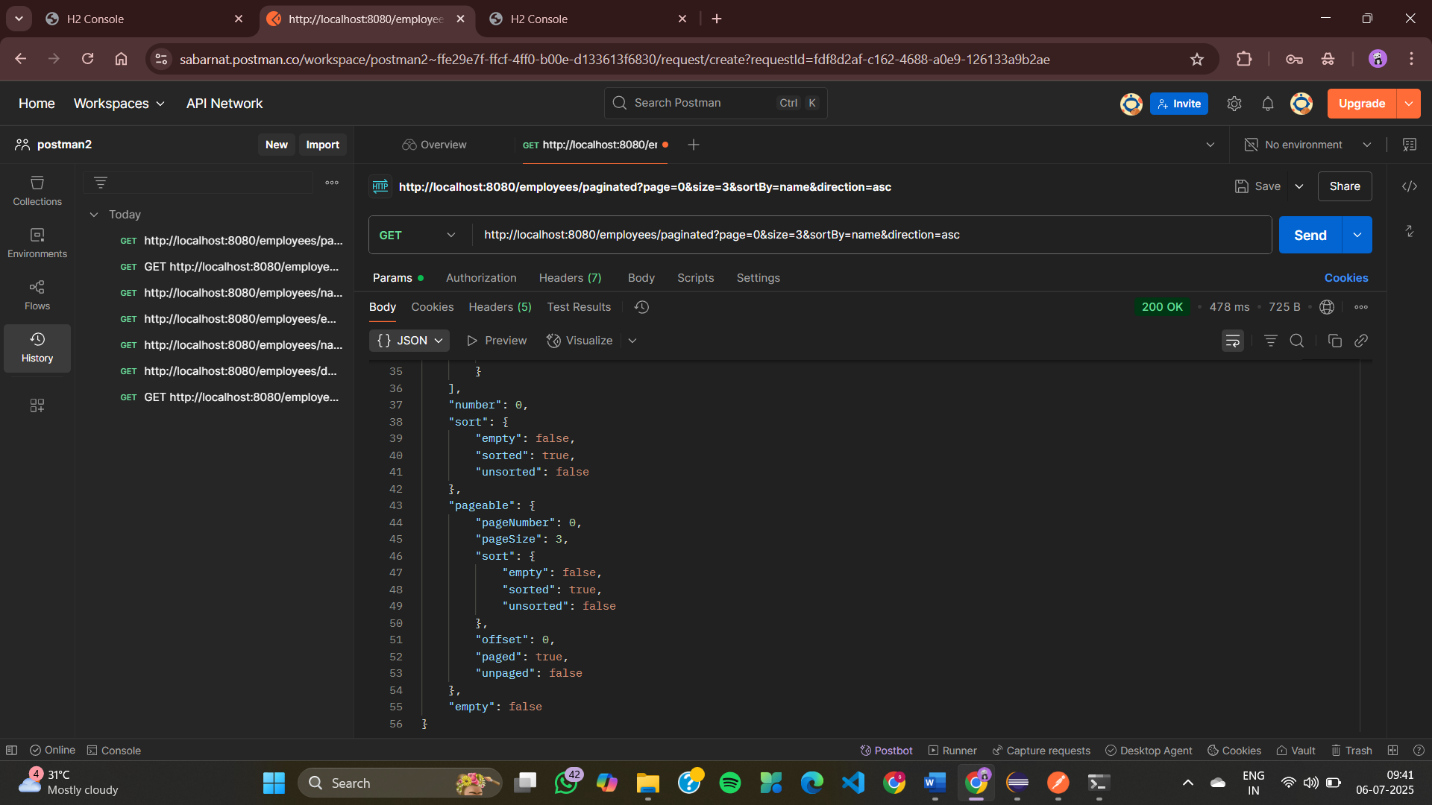 H2 Console
http://localhost:8080/employee
H2 Console
sabarnat.postman.co/workspace/postman2~ffe29e7f-ffcf-4ff0-b00e-d133613f6830/request/create?requestId=fdf8d2af-c162-4688-a0e9-126133a9b2ae
Home Workspaces API Network
Search Postman Ctrl K
Invite
Upgrade
postman2
New Import
Overview
GET http://localhost:8080/er
No environment
Collections
Environments
Flows
History
Today
GET http://localhost:8080/employees/pa...
GET GET http://localhost:8080/employe...
GET http://localhost:8080/employees/na...
GET http://localhost:8080/employees/e...
GET http://localhost:8080/employees/na...
GET http://localhost:8080/employees/d...
GET GET http://localhost:8080/employe...
HTTP http://localhost:8080/employees/paginated?page=0&size=3&sortBy=name&direction=asc
Save Share
GET http://localhost:8080/employees/paginated?page=0&size=3&sortBy=name&direction=asc
Send
Params Authorization Headers (7) Body Scripts Settings Cookies
Body Cookies Headers (5) Test Results
200 OK • 478 ms • 725 B
{} JSON Preview Visualize
35 }
36 ],
37 "number": 0,
38 "sort": {
39 "empty": false,
40 "sorted": true,
41 "unsorted": false
42 },
43 "pageable": {
44 "pageNumber": 0,
45 "pageSize": 3,
46 "sort": {
47 "empty": false,
48 "sorted": true,
49 "unsorted": false
50 },
51 "offset": 0,
52 "paged": true,
53 "unpaged": false
54 },
55 "empty": false
56 }
Online Console
Postbot Runner Capture requests Desktop Agent Cookies Vault Trash
4
31°C
Mostly cloudy
Search
42
ENG
IN
09:41
06-07-2025